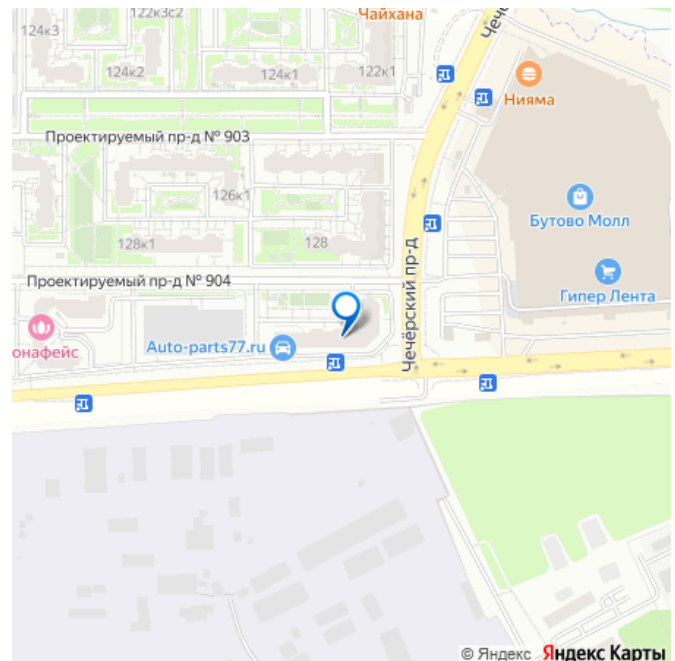 122к3с2
Чайхана
124к3
Чечё
124к2
124к1
122к1
Нияма
Проектируемый пр-д № 903
126к1
Бутово Молл
128к1
128
Проектируемый пр-д № 904
Гипер Лента
онафейс
Auto-parts77.ru
Чечёрский пр-д
© Яндекс Яндекс Карты